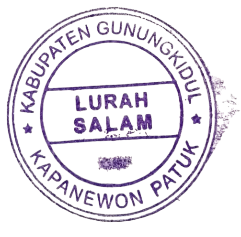 KABUPATEN GUNUNGKIDUL
LURAH
SALAM
KAPANEWON PATUK